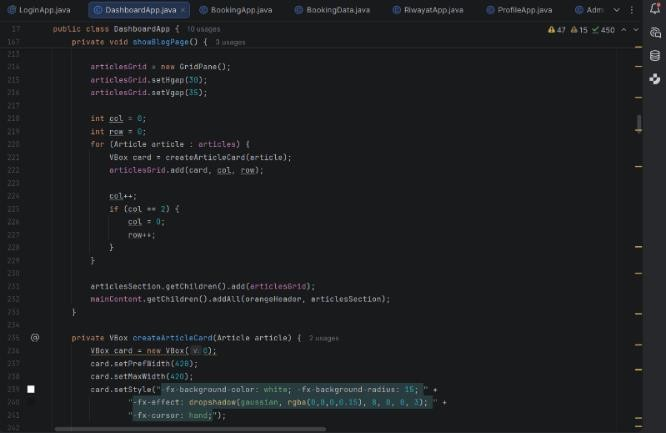 LoginApp.java DashboardApp.java × BookingApp.java BookingData.java RiwayatApp.java ProfileApp.java Adm
17 public class DashboardApp { 10 usages 47 15 450
167 private void showBlogPage() { 3 usages
213
214 articlesGrid = new GridPane();
215 articlesGrid.setHgap(30);
216 articlesGrid.setVgap(35);
217
218 int col = 0;
219 int row = 0;
220 for (Article article : articles) {
221 VBox card = createArticleCard(article);
222 articlesGrid.add(card, col, row);
223
224 col++;
225 if (col == 2) {
226 col = 0;
227 row++;
228 }
229 }
230
231 articlesSection.getChildren().add(articlesGrid);
232 mainContent.getChildren().addAll(orangeHeader, articlesSection);
233 }
234
235 @ private VBox createArticleCard(Article article) { 2 usages
236 VBox card = new VBox( v: 0);
237 card.setPrefWidth(420);
238 card.setMaxWidth(420);
239 card.setStyle("-fx-background-color: white; -fx-background-radius: 15; " +
240 "-fx-effect: dropshadow(gaussian, rgba(0,0,0,0.15), 8, 0, 0, 3); " +
241 "-fx-cursor: hand;");
242